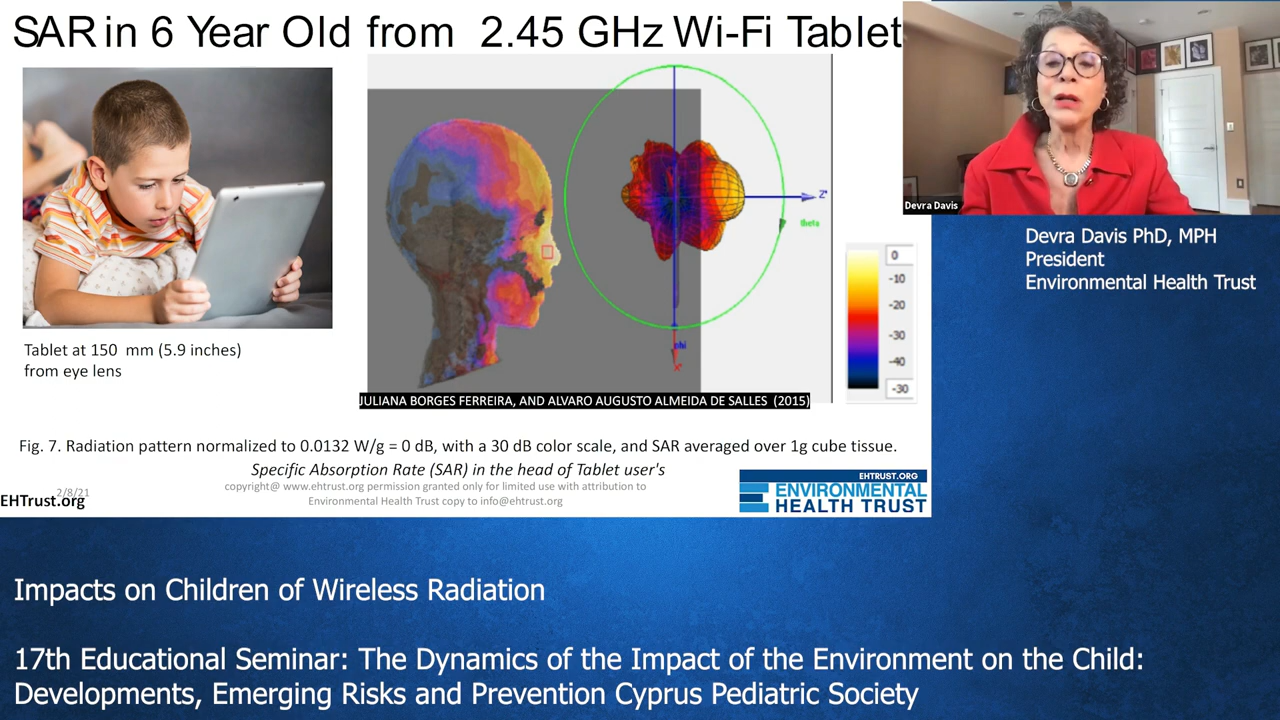 SAR in 6 Year Old from 2.45 GHz Wi-Fi Tablet
Devra Davis
Devra Davis PhD, MPH
President
Environmental Health Trust
Z'
theta
phi
X'
0
-10
-20
-30
-40
-30
Tablet at 150 mm (5.9 inches)
from eye lens
JULIANA BORGES FERREIRA, AND ALVARO AUGUSTO ALMEIDA DE SALLES (2015)
Fig. 7. Radiation pattern normalized to 0.0132 W/g = 0 dB, with a 30 dB color scale, and SAR averaged over 1g cube tissue.
Specific Absorption Rate (SAR) in the head of Tablet user's
copyright@ www.ehtrust.org permission granted only for limited use with attribution to
Environmental Health Trust copy to info@ehtrust.org
2/8/21
EHTrust.org
EHTRUST.ORG
ENVIRONMENTAL
HEALTH TRUST
Impacts on Children of Wireless Radiation
17th Educational Seminar: The Dynamics of the Impact of the Environment on the Child:
Developments, Emerging Risks and Prevention Cyprus Pediatric Society